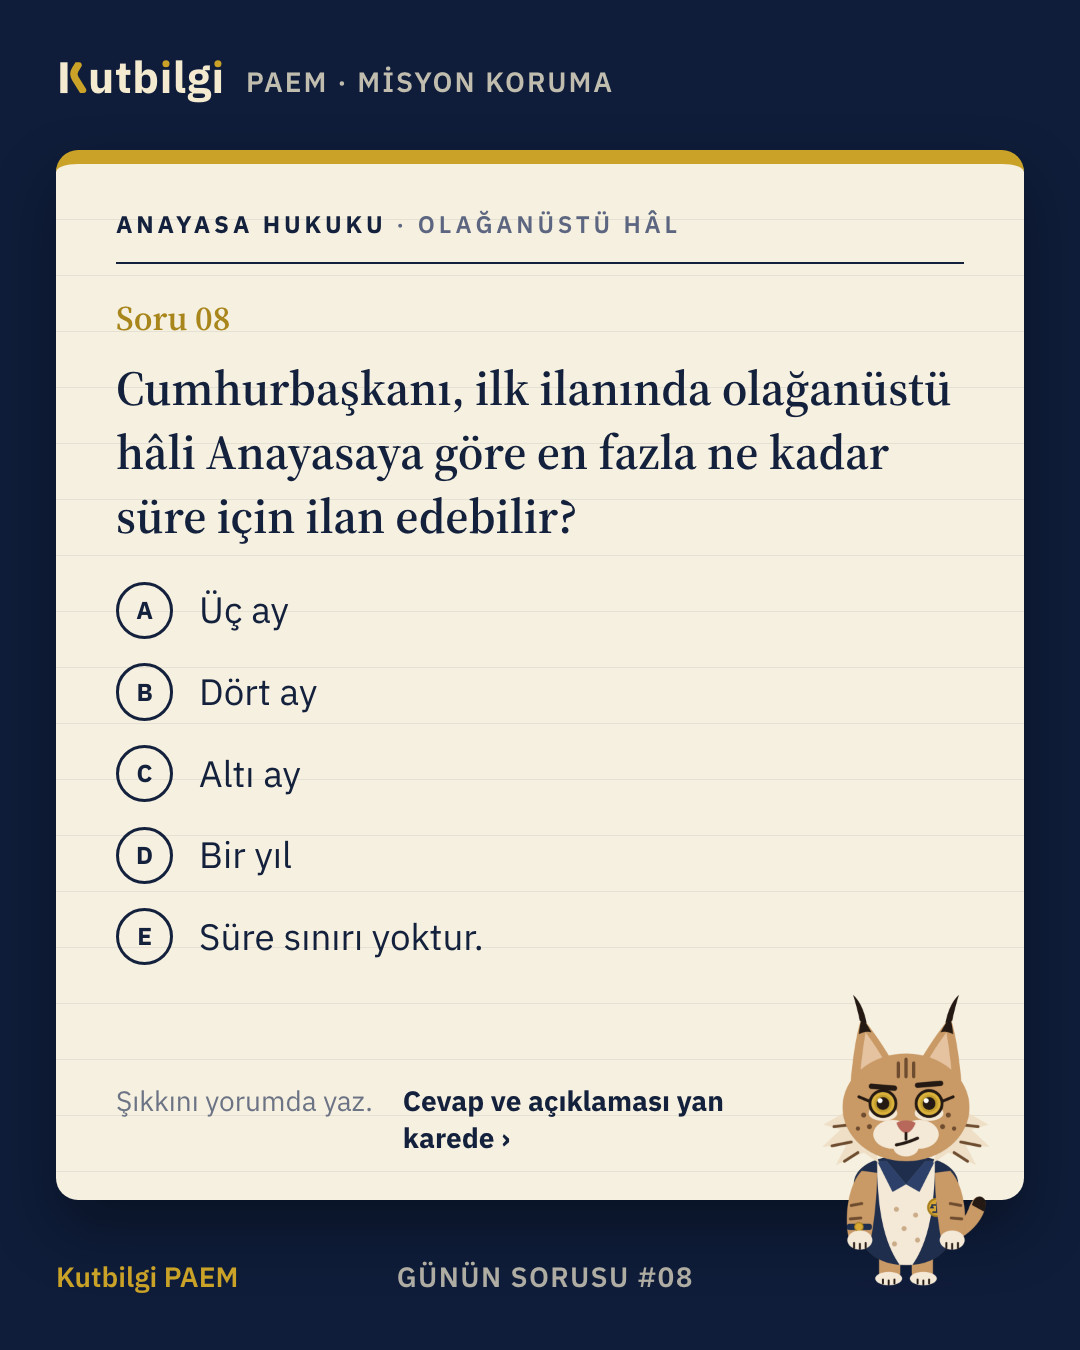 Kutbilgi PAEM · MİSYON KORUMA
ANAYASA HUKUKU · OLAĞANÜSTÜ HÂL
Soru 08
Cumhurbaşkanı, ilk ilanında olağanüstü
hâli Anayasaya göre en fazla ne kadar
süre için ilan edebilir?
A Üç ay
B Dört ay
C Altı ay
D Bir yıl
E Süre sınırı yoktur.
Şıkkını yorumda yaz. Cevap ve açıklaması yan
karede ›
Kutbilgi PAEM GÜNÜN SORUSU #08